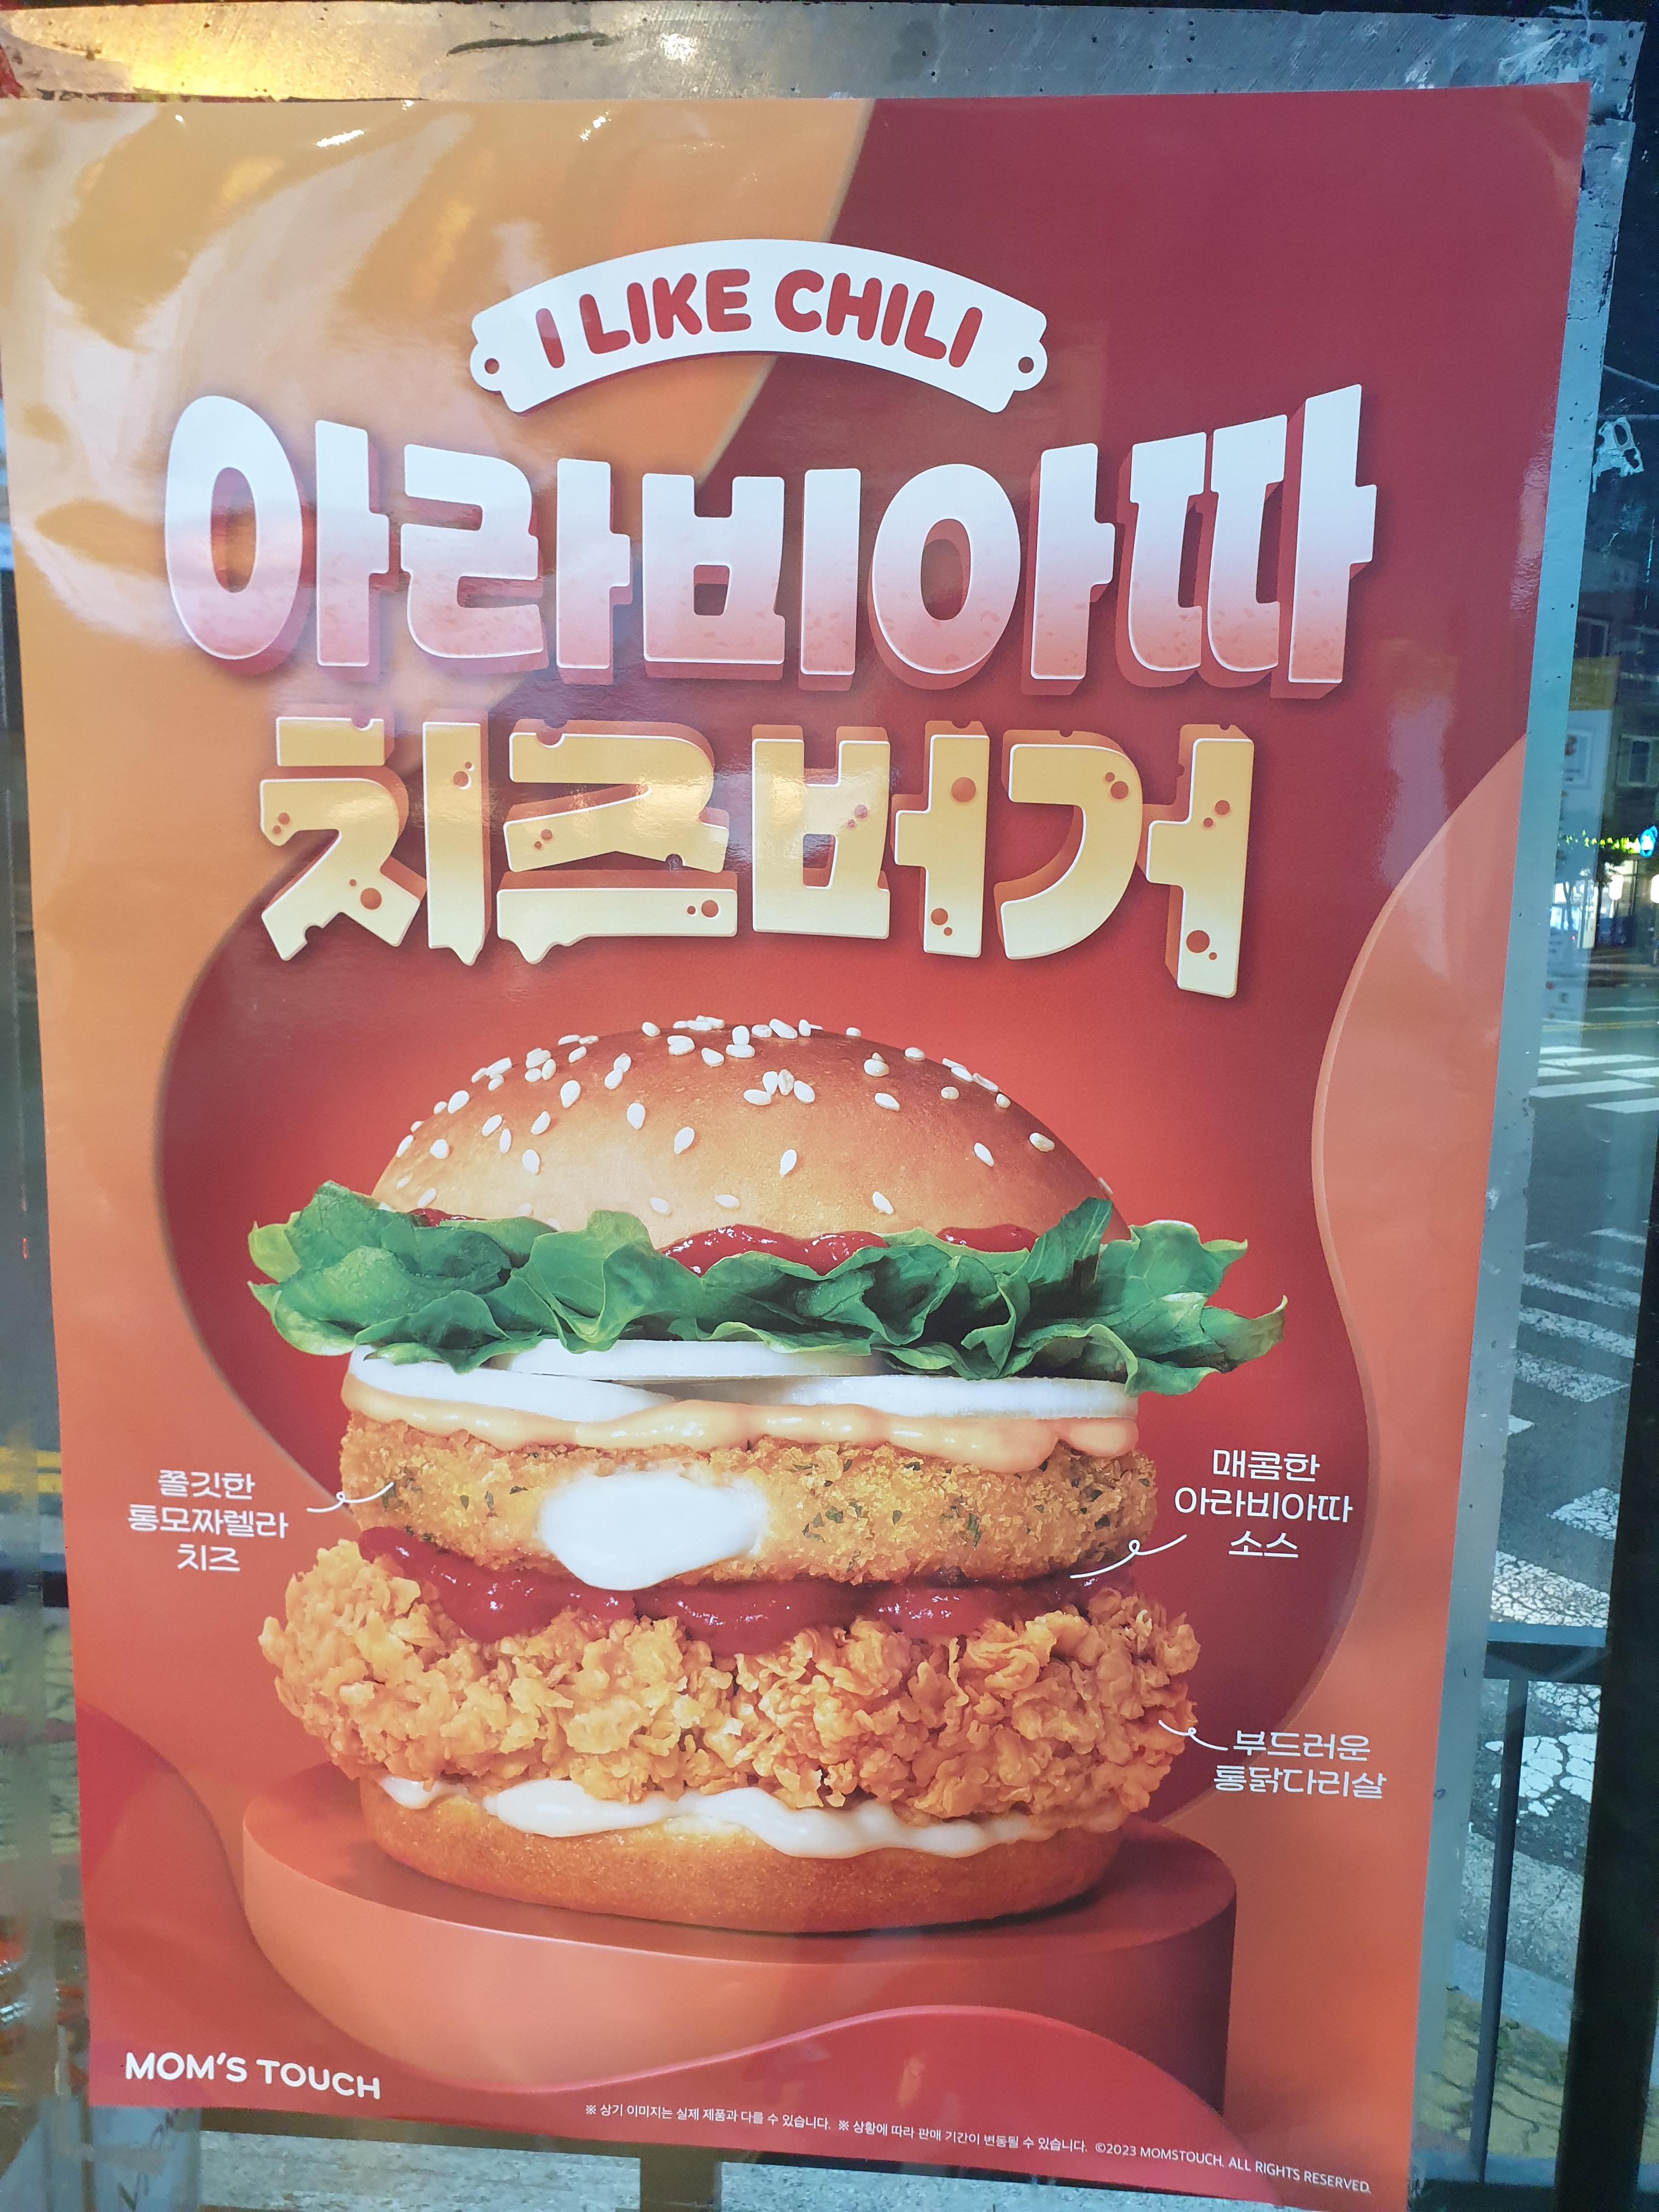 I LIKE CHILI
아라비아따
치즈버거
쫄깃한
통모짜렐라
치즈
매콤한
아라비아따
소스
부드러운
통닭다리살
MOM'S TOUCH
※ 상기 이미지는 실제 제품과 다를 수 있습니다. ※ 상황에 따라 판매 기간이 변동될 수 있습니다. ©2023 MOMSTOUCH. ALL RIGHTS RESERVED.